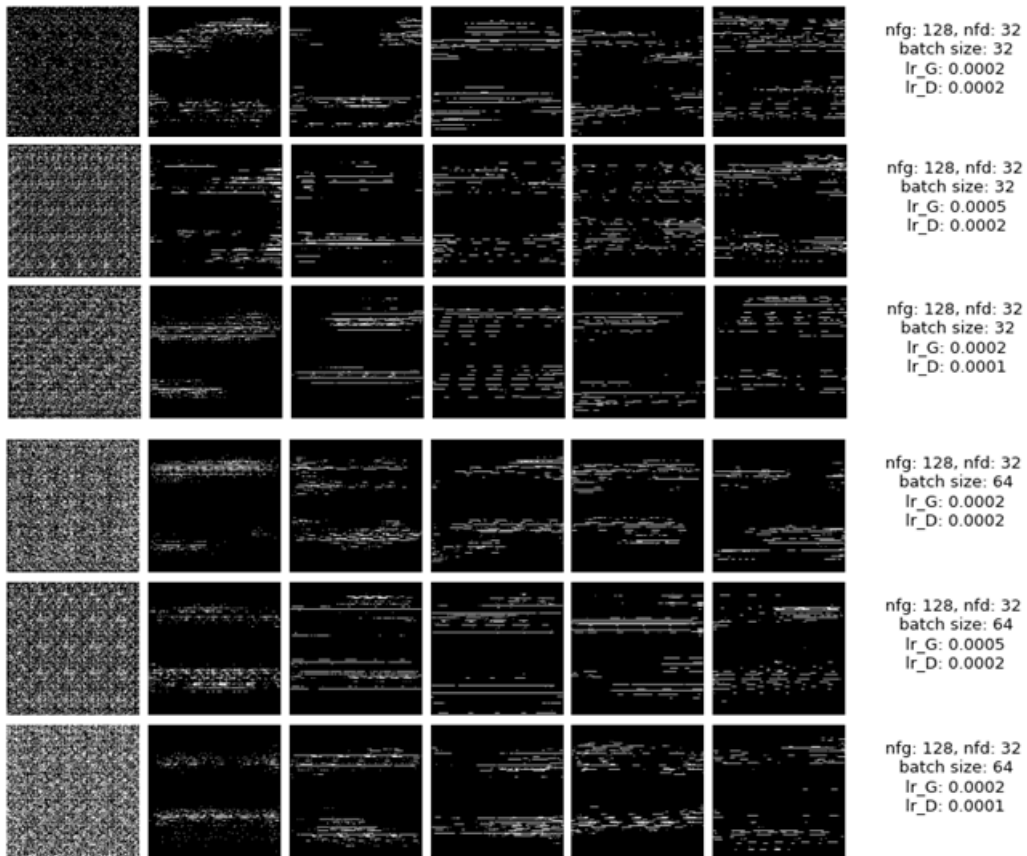 nfg: 128, nfd: 32
batch size: 32
lr_G: 0.0002
lr_D: 0.0002
nfg: 128, nfd: 32
batch size: 32
lr_G: 0.0005
lr_D: 0.0002
nfg: 128, nfd: 32
batch size: 32
lr_G: 0.0002
lr_D: 0.0001
nfg: 128, nfd: 32
batch size: 64
lr_G: 0.0002
lr_D: 0.0002
nfg: 128, nfd: 32
batch size: 64
lr_G: 0.0005
lr_D: 0.0002
nfg: 128, nfd: 32
batch size: 64
lr_G: 0.0002
lr_D: 0.0001